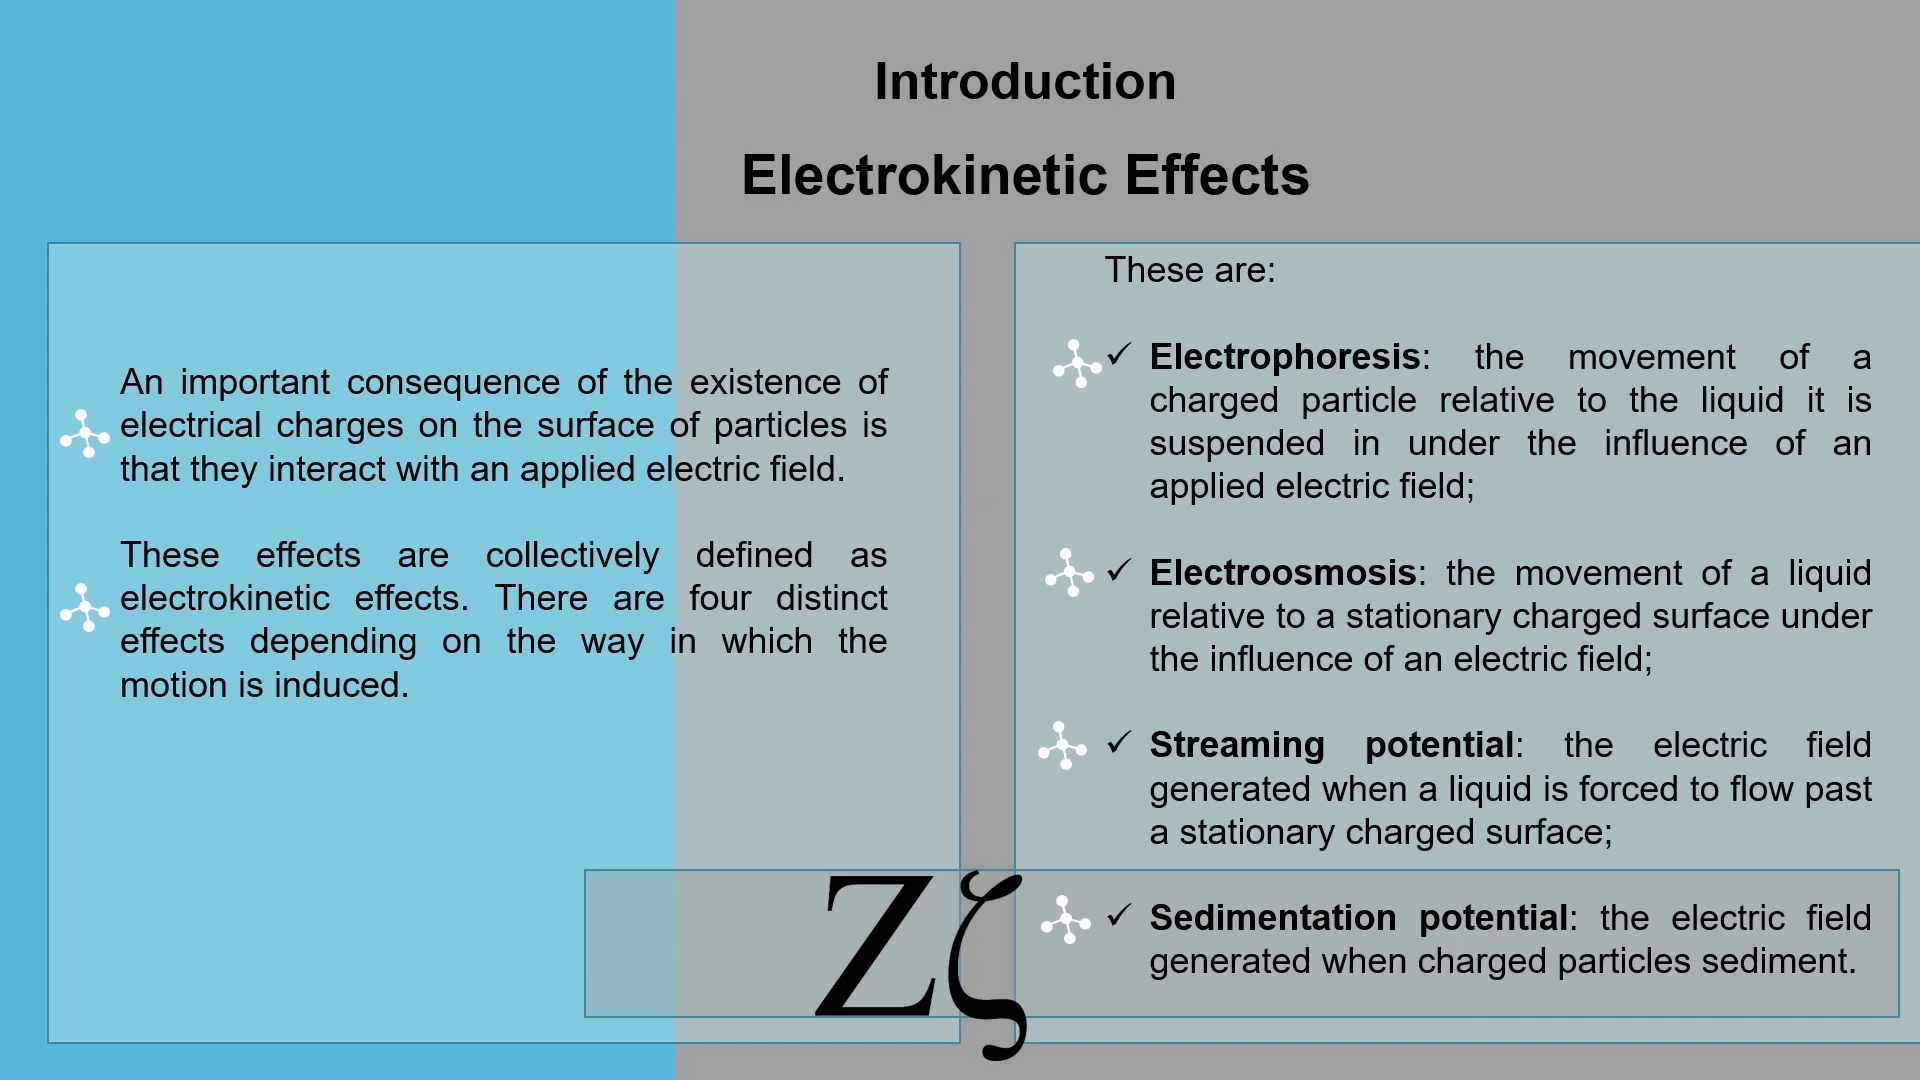 Introduction
Electrokinetic Effects
An important consequence of the existence of
electrical charges on the surface of particles is
that they interact with an applied electric field.
These effects are collectively defined as
electrokinetic effects. There are four distinct
effects depending on the way in which the
motion is induced.
These are:
✓ Electrophoresis: the movement of a
charged particle relative to the liquid it is
suspended in under the influence of an
applied electric field;
✓ Electroosmosis: the movement of a liquid
relative to a stationary charged surface under
the influence of an electric field;
✓ Streaming potential: the electric field
generated when a liquid is forced to flow past
a stationary charged surface;
✓ Sedimentation potential: the electric field
generated when charged particles sediment.
Ζζ